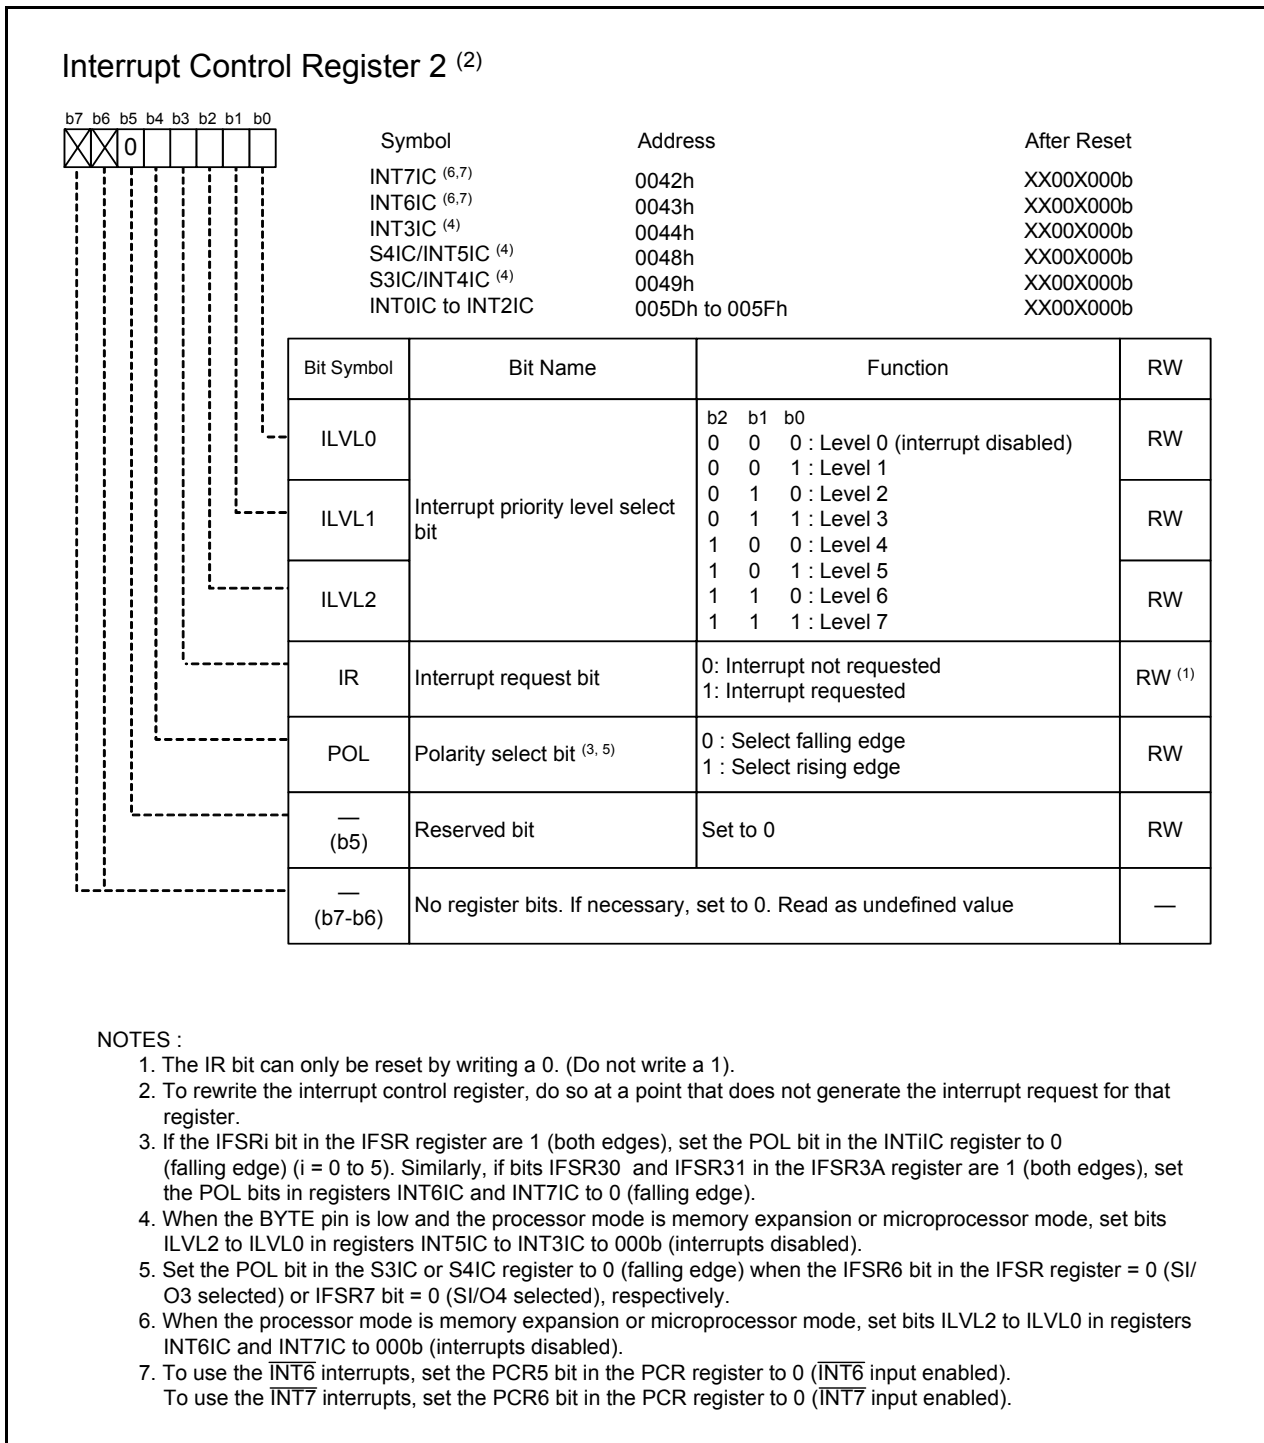 Interrupt Control Register 2 (2)
b7 b6 b5 b4 b3 b2 b1 b0
0
Symbol Address After Reset
INT7IC (6,7) 0042h XX00X000b
INT6IC (6,7) 0043h XX00X000b
INT3IC (4) 0044h XX00X000b
S4IC/INT5IC (4) 0048h XX00X000b
S3IC/INT4IC (4) 0049h XX00X000b
INT0IC to INT2IC 005Dh to 005Fh XX00X000b
Bit Symbol Bit Name Function RW
ILVL0 RW
ILVL1 RW
ILVL2 RW
Interrupt priority level select
bit
b2 b1 b0
0 0 0 : Level 0 (interrupt disabled)
0 0 1 : Level 1
0 1 0 : Level 2
0 1 1 : Level 3
1 0 0 : Level 4
1 0 1 : Level 5
1 1 0 : Level 6
1 1 1 : Level 7
IR Interrupt request bit 0: Interrupt not requested RW (1)
1: Interrupt requested
POL Polarity select bit (3, 5) 0 : Select falling edge RW
1 : Select rising edge
— (b5) Reserved bit Set to 0 RW
— (b7-b6) No register bits. If necessary, set to 0. Read as undefined value —
NOTES :
1. The IR bit can only be reset by writing a 0. (Do not write a 1).
2. To rewrite the interrupt control register, do so at a point that does not generate the interrupt request for that
register.
3. If the IFSRi bit in the IFSR register are 1 (both edges), set the POL bit in the INTiIC register to 0
(falling edge) (i = 0 to 5). Similarly, if bits IFSR30 and IFSR31 in the IFSR3A register are 1 (both edges), set
the POL bits in registers INT6IC and INT7IC to 0 (falling edge).
4. When the BYTE pin is low and the processor mode is memory expansion or microprocessor mode, set bits
ILVL2 to ILVL0 in registers INT5IC to INT3IC to 000b (interrupts disabled).
5. Set the POL bit in the S3IC or S4IC register to 0 (falling edge) when the IFSR6 bit in the IFSR register = 0 (SI/
O3 selected) or IFSR7 bit = 0 (SI/O4 selected), respectively.
6. When the processor mode is memory expansion or microprocessor mode, set bits ILVL2 to ILVL0 in registers
INT6IC and INT7IC to 000b (interrupts disabled).
7. To use the INT6 interrupts, set the PCR5 bit in the PCR register to 0 (INT6 input enabled).
To use the INT7 interrupts, set the PCR6 bit in the PCR register to 0 (INT7 input enabled).